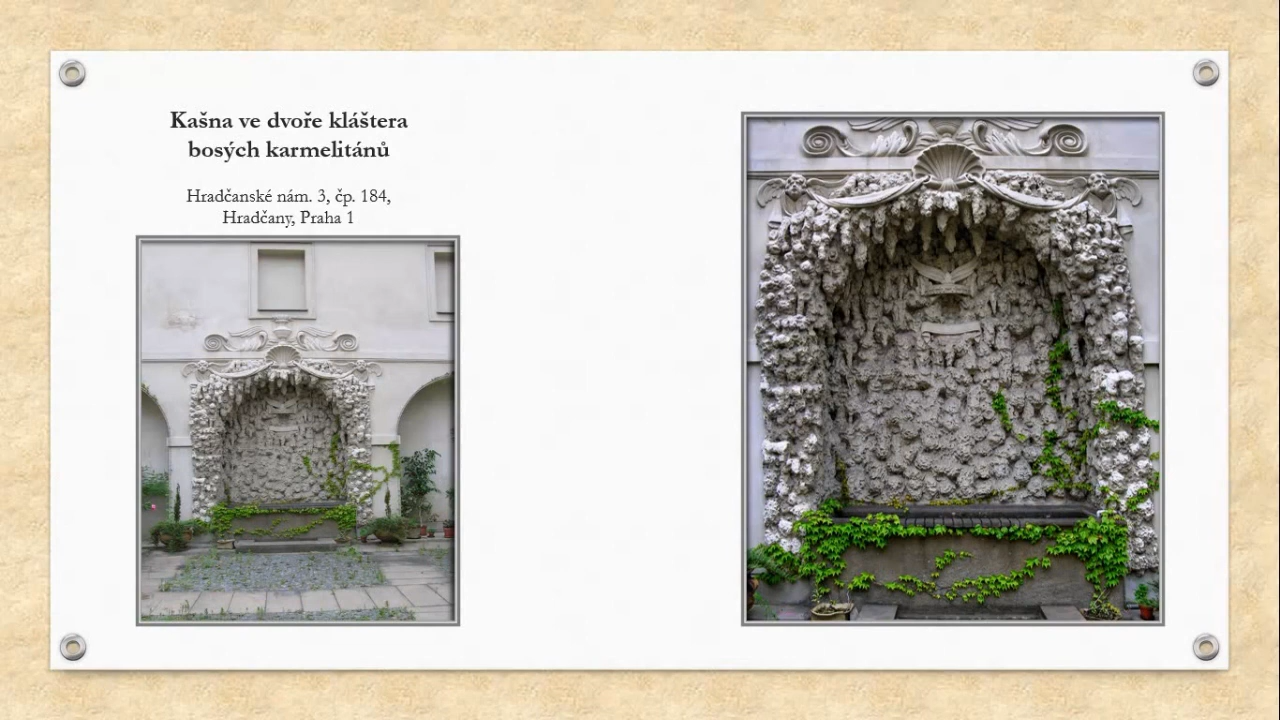 Kašna ve dvoře kláštera
bosých karmelitánů
Hradčanské nám. 3, čp. 184,
Hradčany, Praha 1